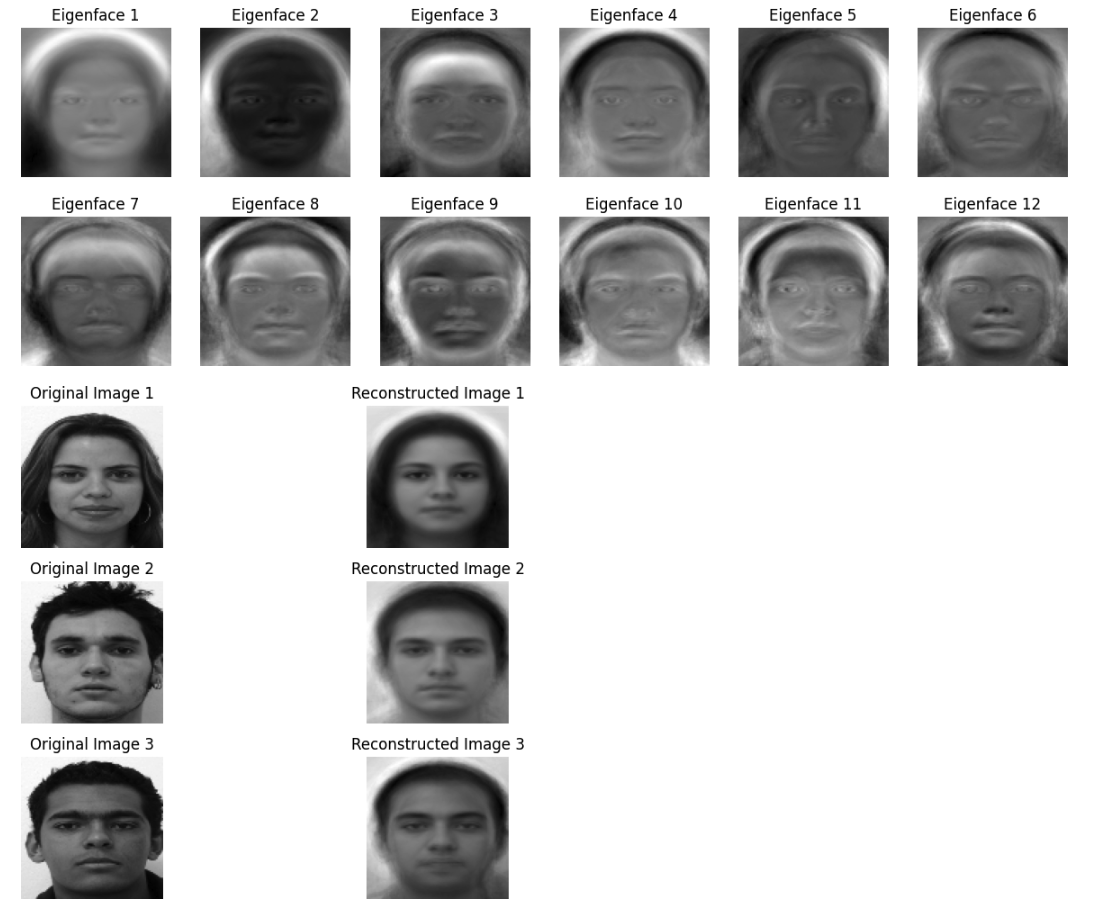 Eigenface 1 Eigenface 2 Eigenface 3 Eigenface 4 Eigenface 5 Eigenface 6
Eigenface 7 Eigenface 8 Eigenface 9 Eigenface 10 Eigenface 11 Eigenface 12
Original Image 1 Reconstructed Image 1
Original Image 2 Reconstructed Image 2
Original Image 3 Reconstructed Image 3